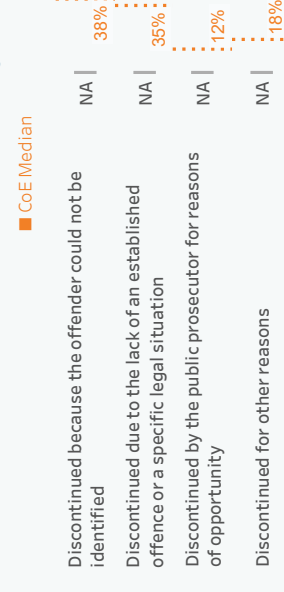 CoE Median
Discontinued because the offender could not be
identified
NA
38%
Discontinued due to the lack of an established
offence or a specific legal situation
NA
35%
Discontinued by the public prosecutor for reasons
of opportunity
NA
12%
Discontinued for other reasons
NA
18%